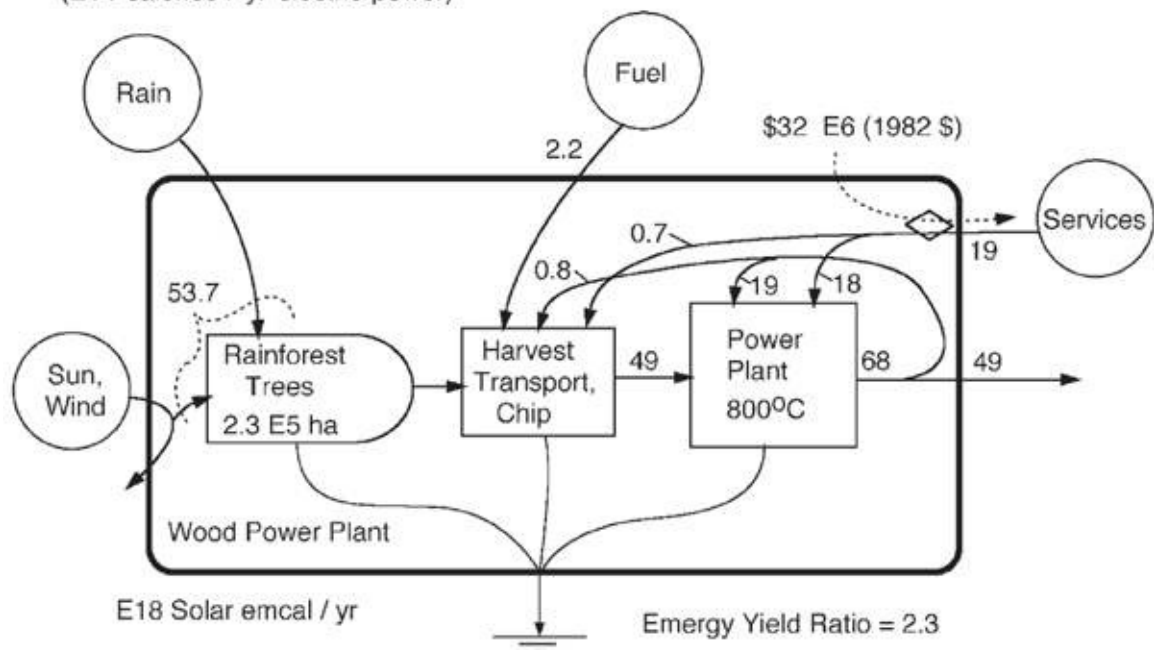 Rain
Fuel
$32 E6 (1982 $)
2.2
Services
0.7
19
0.8
53.7
19
18
Sun,
Wind
Rainforest
Trees
2.3 E5 ha
Harvest
Transport,
Chip
49
Power
Plant
800⁰C
68
49
Wood Power Plant
E18 Solar emcal / yr
Emergy Yield Ratio = 2.3